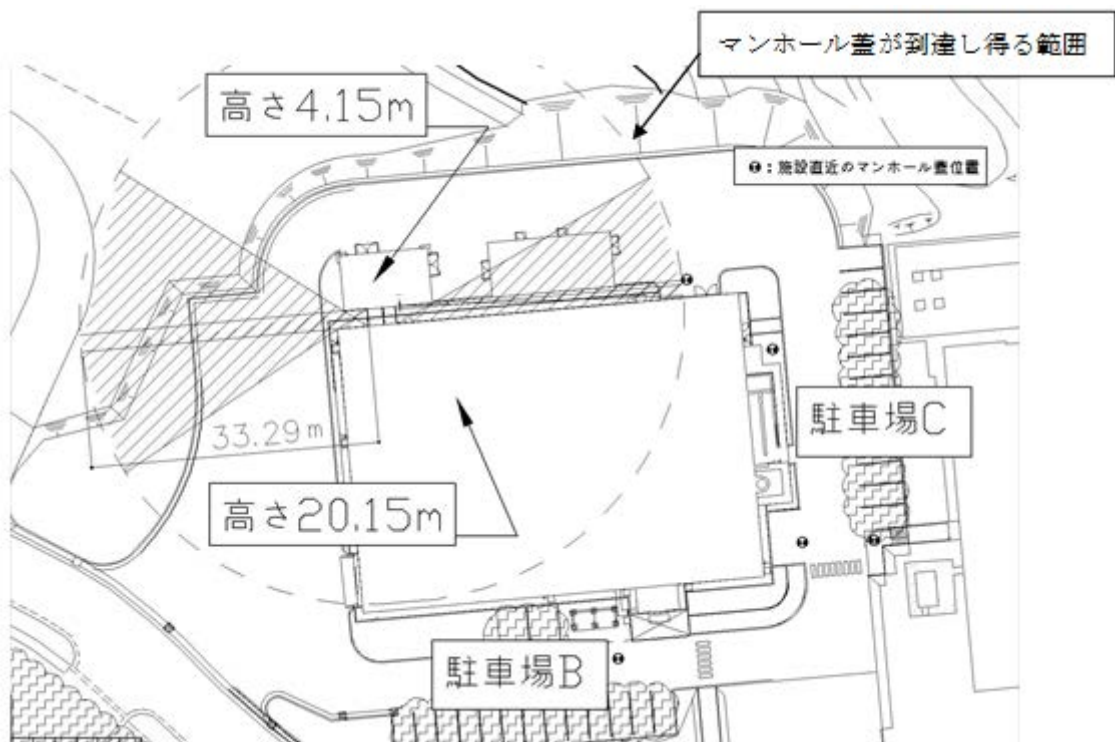 マンホール蓋が到達し得る範囲
高さ4.15m
：施設直近のマンホール蓋位置
33.29m
駐車場C
高さ20.15m
駐車場B